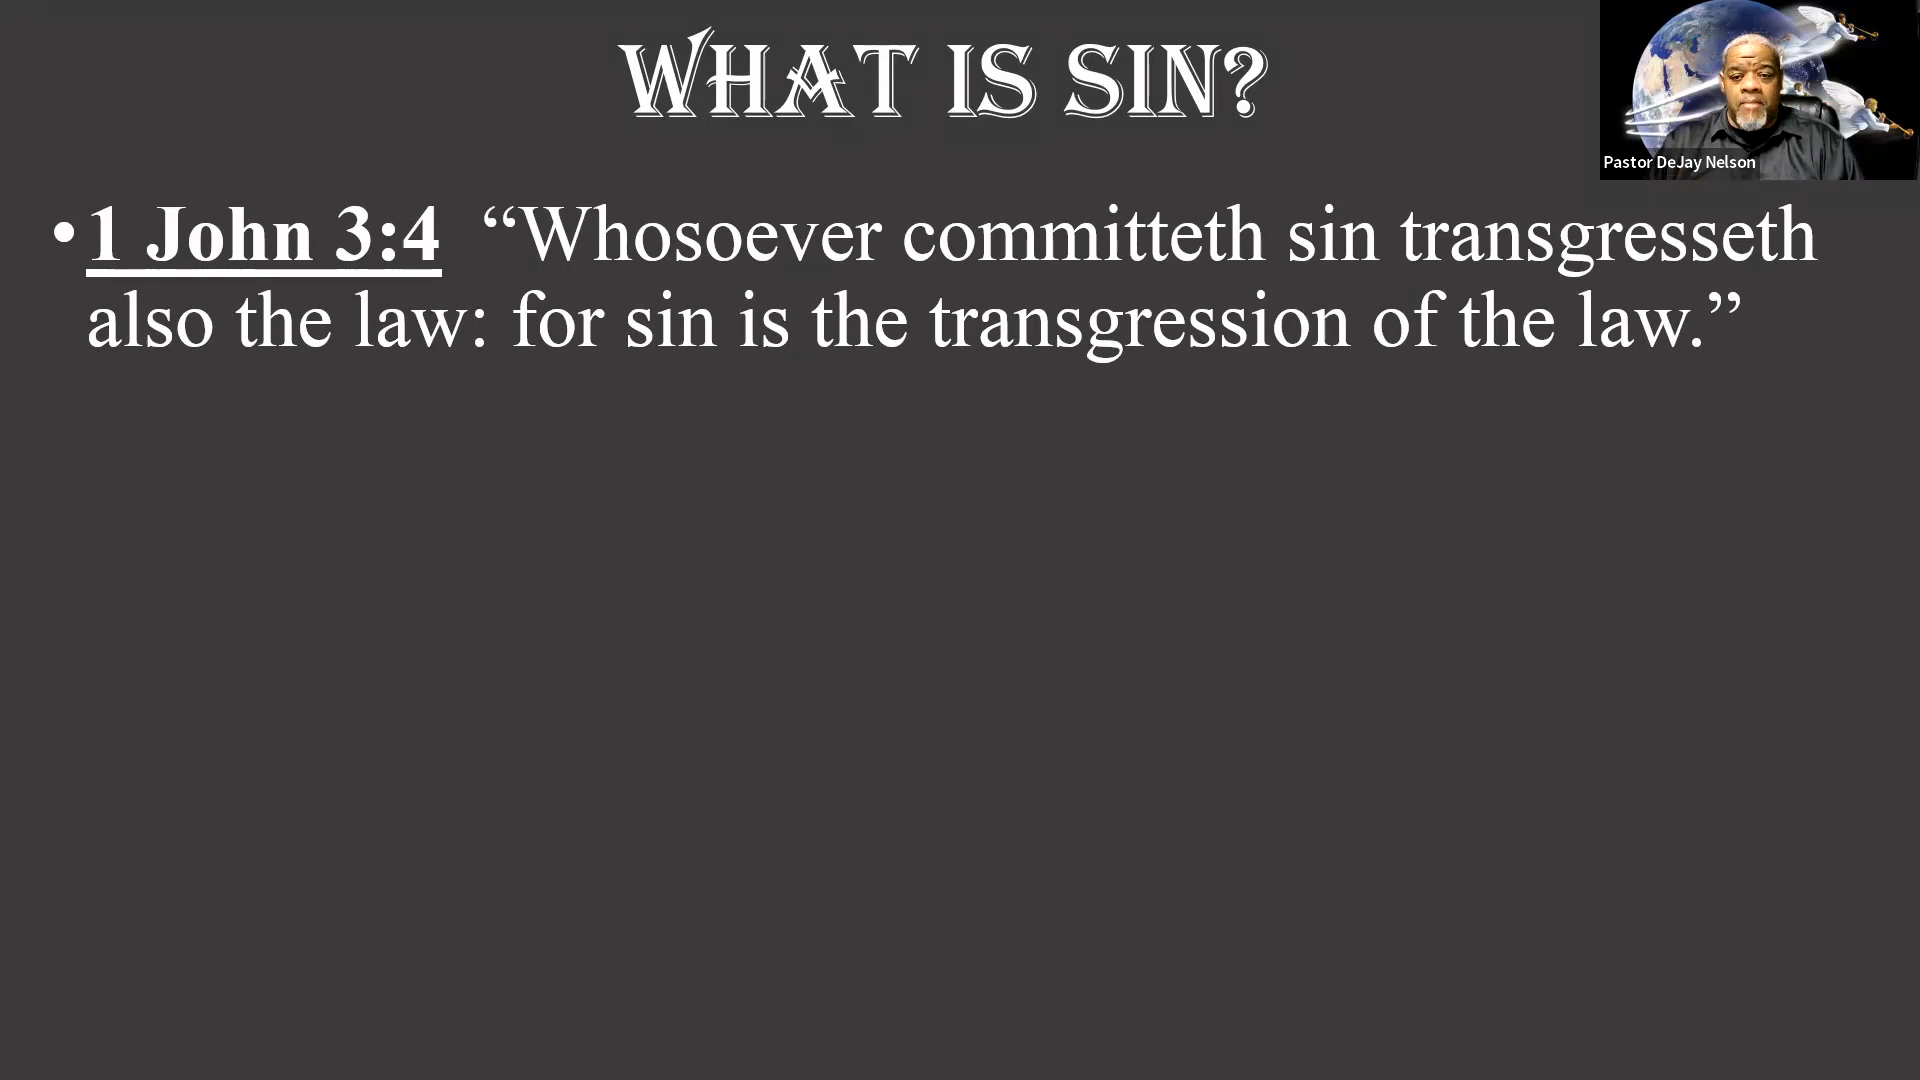 WHAT IS SIN?
Pastor DeJay Nelson
•1 John 3:4 “Whosoever committeth sin transgresseth
also the law: for sin is the transgression of the law.”